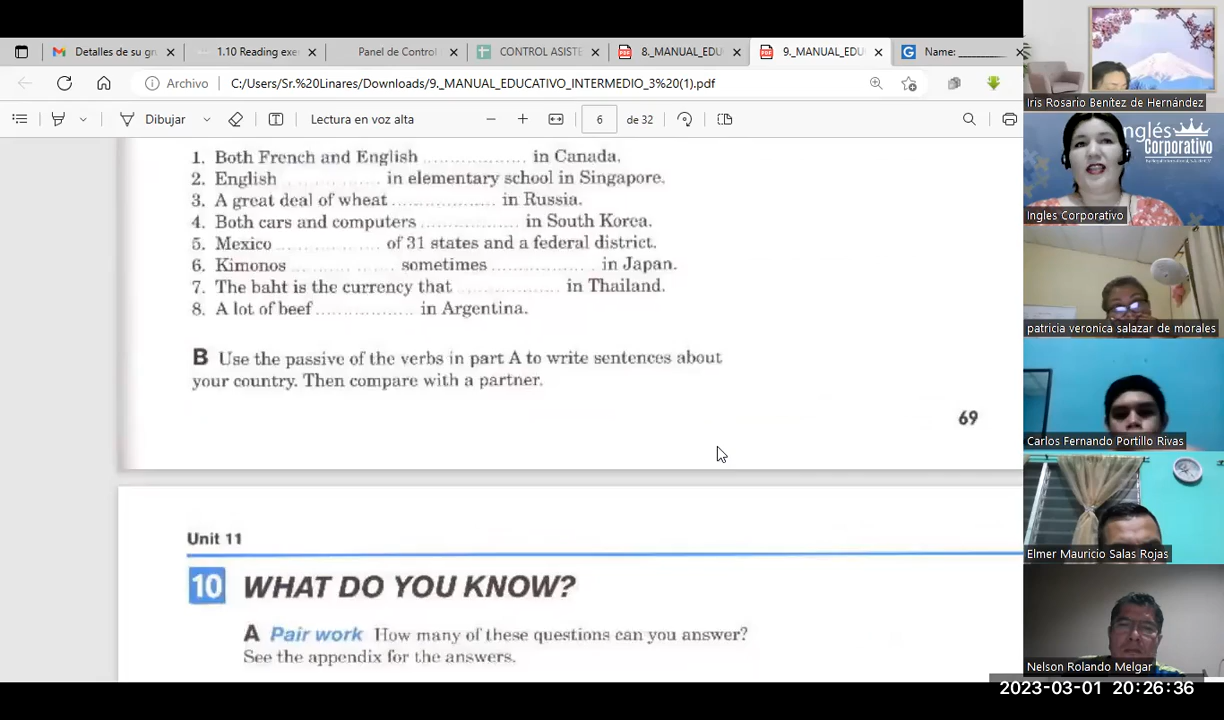 Detalles de su gru
1.10 Reading exe
Panel de Control
CONTROL ASISTE
8._MANUAL_EDU
9._MANUAL_EDU
Name: ________
Archivo
C:/Users/Sr.%20Linares/Downloads/9._MANUAL_EDUCATIVO_INTERMEDIO_3%20(1).pdf
Dibujar
Lectura en voz alta
6
de 32
1. Both French and English .................. in Canada.
2. English .................. in elementary school in Singapore.
3. A great deal of wheat .................. in Russia.
4. Both cars and computers .................. in South Korea.
5. Mexico .................. of 31 states and a federal district.
6. Kimonos .................. sometimes .................. in Japan.
7. The baht is the currency that .................. in Thailand.
8. A lot of beef .................. in Argentina.
B Use the passive of the verbs in part A to write sentences about
your country. Then compare with a partner.
69
Unit 11
10 WHAT DO YOU KNOW?
A Pair work How many of these questions can you answer?
See the appendix for the answers.
Iris Rosario Benítez de Hernández
Inglés
Corporativo
Ingles Corporativo
patricia veronica salazar de morales
Carlos Fernando Portillo Rivas
Elmer Mauricio Salas Rojas
Nelson Rolando Melgar
2023-03-01 20:26:36